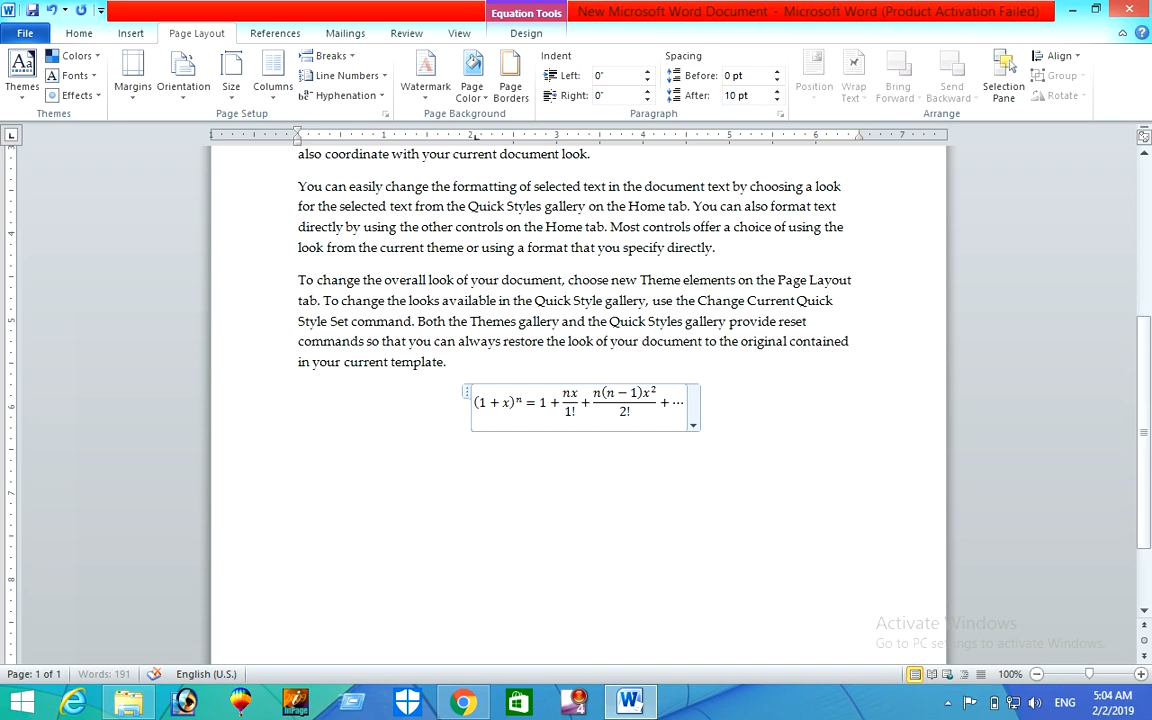 Equation Tools
New Microsoft Word Document - Microsoft Word (Product Activation Failed)
File Home Insert Page Layout References Mailings Review View Design
Themes Colors Fonts Effects
Margins Orientation Size Columns Breaks Line Numbers Hyphenation
Watermark Page Color Page Borders
Indent Left: 0" Right: 0"
Spacing Before: 0 pt After: 10 pt
Position Wrap Text Bring Forward Send Backward Selection Pane Align Group Rotate
Themes Page Setup Page Background Paragraph Arrange
1 1 2 3 4 5 6 7
also coordinate with your current document look.
You can easily change the formatting of selected text in the document text by choosing a look
for the selected text from the Quick Styles gallery on the Home tab. You can also format text
directly by using the other controls on the Home tab. Most controls offer a choice of using the
look from the current theme or using a format that you specify directly.
To change the overall look of your document, choose new Theme elements on the Page Layout
tab. To change the looks available in the Quick Style gallery, use the Change Current Quick
Style Set command. Both the Themes gallery and the Quick Styles gallery provide reset
commands so that you can always restore the look of your document to the original contained
in your current template.
(1 + x)ⁿ = 1 + nx/1! + n(n − 1)x²/2! + ⋯
Activate Windows
Go to PC settings to activate Windows.
Page: 1 of 1 Words: 191 English (U.S.) 100%
InPage 4 ENG
5:04 AM
2/2/2019